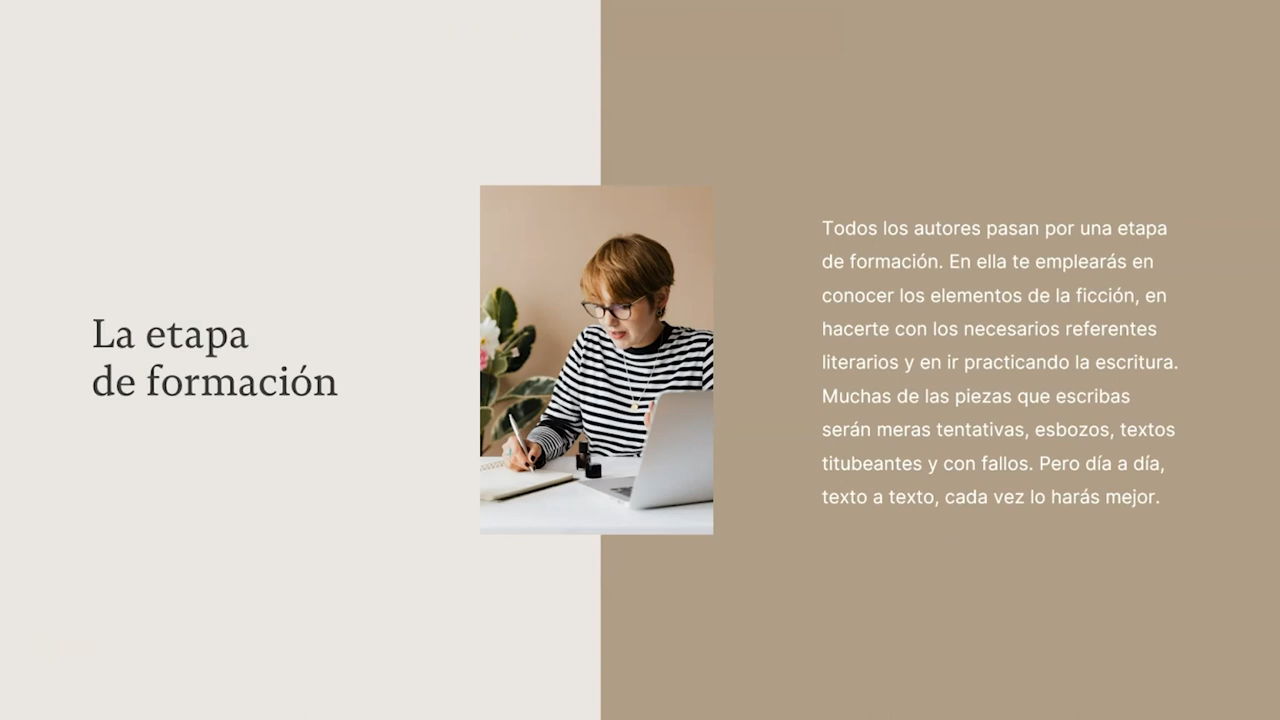 La etapa
de formación
Todos los autores pasan por una etapa
de formación. En ella te emplearás en
conocer los elementos de la ficción, en
hacerte con los necesarios referentes
literarios y en ir practicando la escritura.
Muchas de las piezas que escribas
serán meras tentativas, esbozos, textos
titubeantes y con fallos. Pero día a día,
texto a texto, cada vez lo harás mejor.